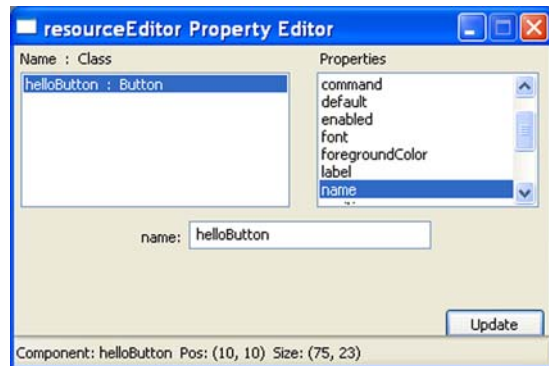 resourceEditor Property Editor
Name : Class
helloButton : Button
Properties
command
default
enabled
font
foregroundColor
label
name
name:
helloButton
Update
Component: helloButton Pos: (10, 10) Size: (75, 23)